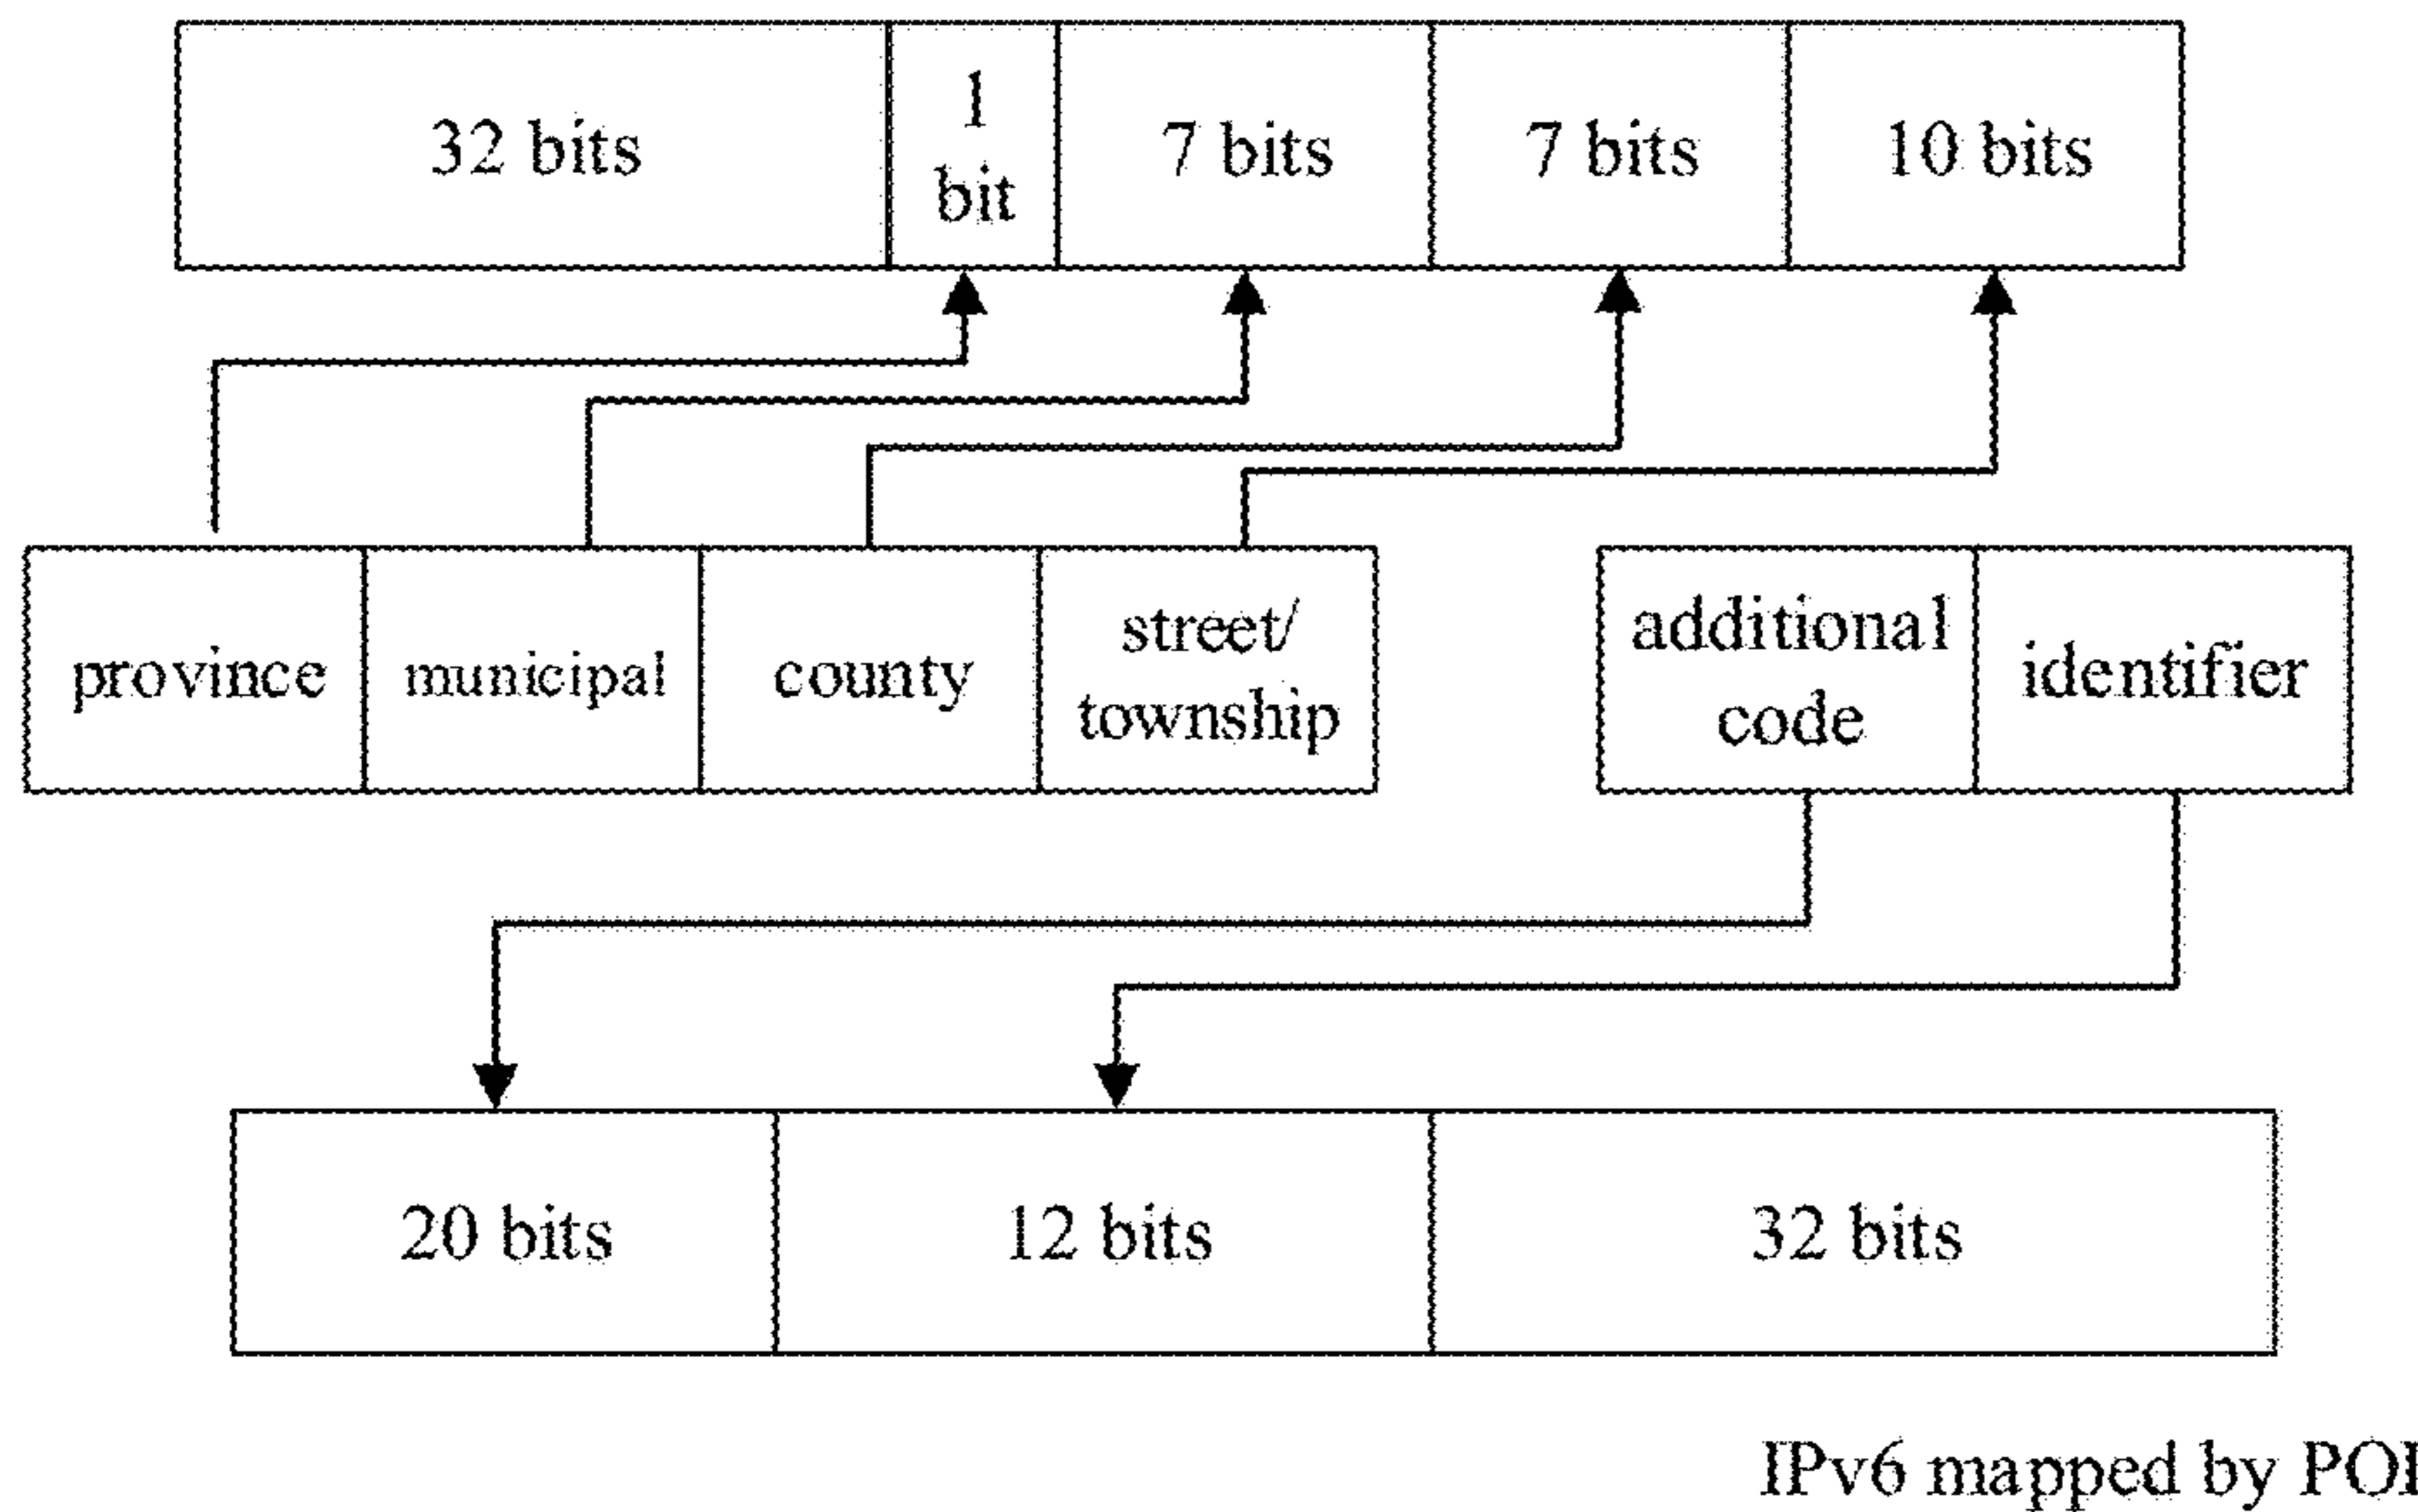 32 bits
1
bit
7 bits
7 bits
10 bits
province
municipal
county
street/
township
additional
code
identifier
20 bits
12 bits
32 bits
IPv6 mapped by POI